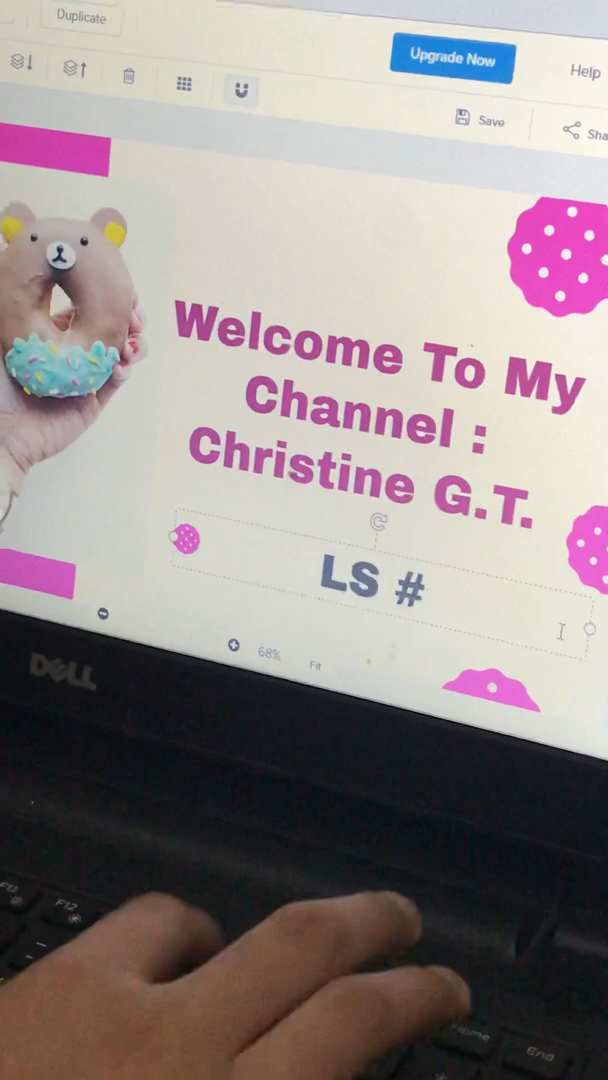 Duplicate
Upgrade Now
Help
Save
Sha
Welcome To My
Channel :
Christine G.T.
LS #
68%
Fit
DELL
F11
F12
Home
End